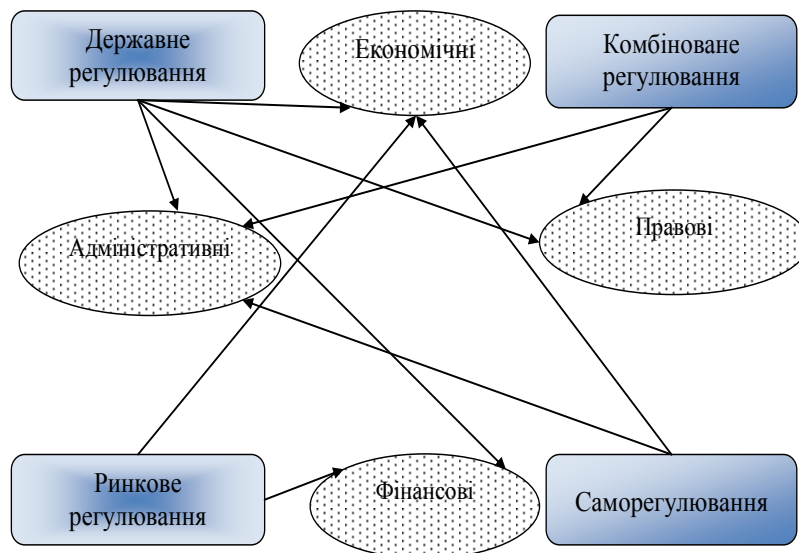 Державне
регулювання
Економічні
Комбіноване
регулювання
Адміністративні
Правові
Ринкове
регулювання
Фінансові
Саморегулювання